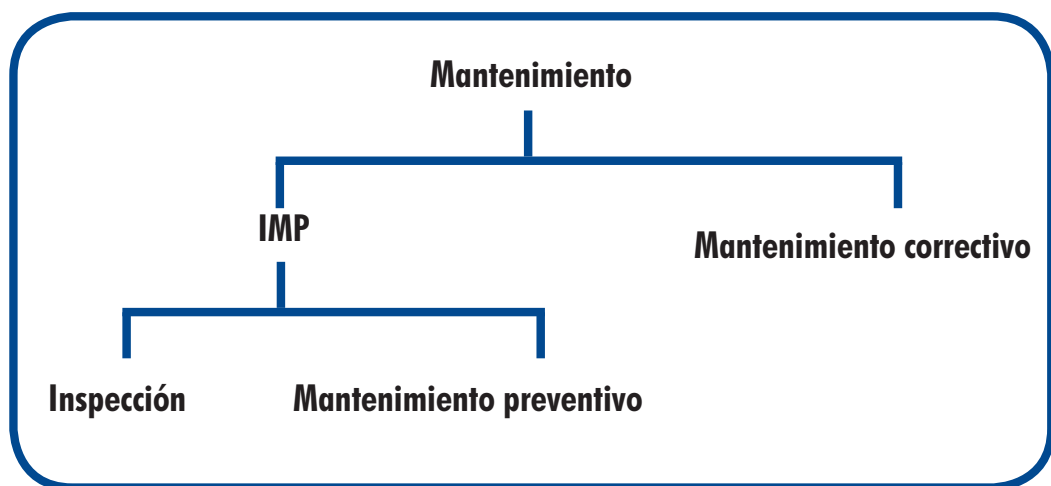 Mantenimiento
IMP
Mantenimiento correctivo
Inspección
Mantenimiento preventivo